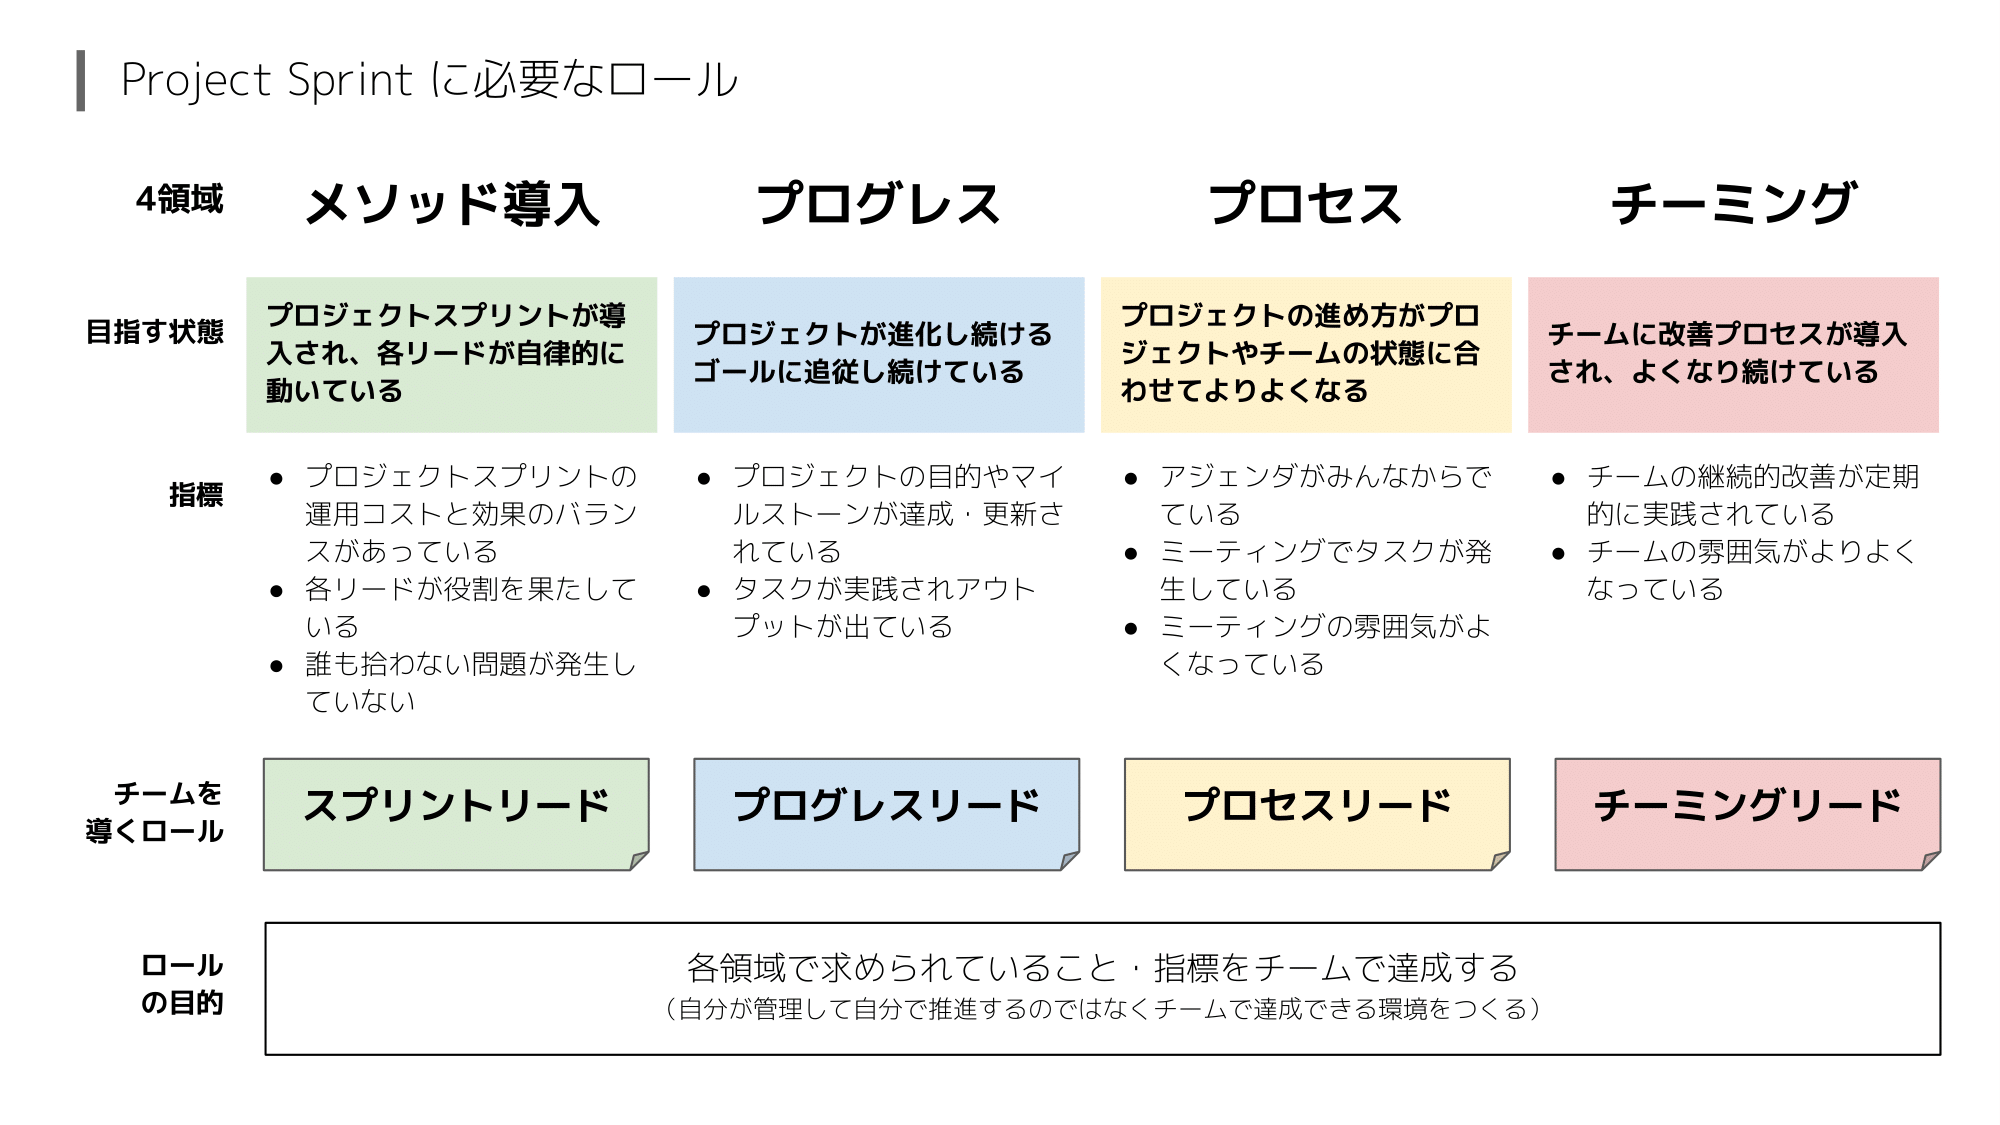 Project Sprint に必要なロール
4領域
メソッド導入
プログレス
プロセス
チーミング
目指す状態
プロジェクトスプリントが導
入され、各リードが自律的に
動いている
プロジェクトが進化し続ける
ゴールに追従し続けている
プロジェクトの進め方がプロ
ジェクトやチームの状態に合
わせてよりよくなる
チームに改善プロセスが導入
され、よくなり続けている
指標
● プロジェクトスプリントの
運用コストと効果のバラン
スがあっている
● 各リードが役割を果たして
いる
● 誰も拾わない問題が発生し
ていない
● プロジェクトの目的やマイ
ルストーンが達成・更新さ
れている
● タスクが実践されアウト
プットが出ている
● アジェンダがみんなからで
ている
● ミーティングでタスクが発
生している
● ミーティングの雰囲気がよ
くなっている
● チームの継続的改善が定期
的に実践されている
● チームの雰囲気がよりよく
なっている
チームを
導くロール
スプリントリード
プログレスリード
プロセスリード
チーミングリード
ロール
の目的
各領域で求められていること・指標をチームで達成する
（自分が管理して自分で推進するのではなくチームで達成できる環境をつくる）